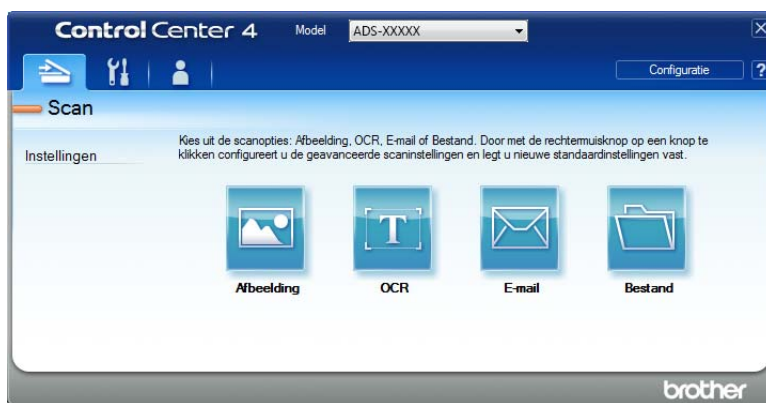 ControlCenter 4 Model ADS-XXXXX X
Configuratie ?
Scan
Instellingen
Kies uit de scanopties: Afbeelding, OCR, E-mail of Bestand. Door met de rechtermuisknop op een knop te
klikken configureert u de geavanceerde scaninstellingen en legt u nieuwe standaardinstellingen vast.
T
Afbeelding OCR E-mail Bestand
brother